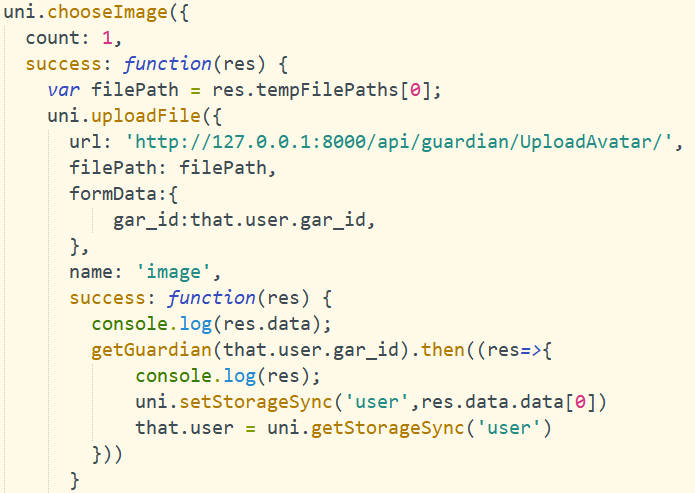 uni.chooseImage({
count: 1,
success: function(res) {
var filePath = res.tempFilePaths[0];
uni.uploadFile({
url: 'http://127.0.0.1:8000/api/guardian/UploadAvatar/',
filePath: filePath,
formData:{
gar_id:that.user.gar_id,
},
name: 'image',
success: function(res) {
console.log(res.data);
getGuardian(that.user.gar_id).then((res=>{
console.log(res);
uni.setStorageSync('user',res.data.data[0])
that.user = uni.getStorageSync('user')
}))
}